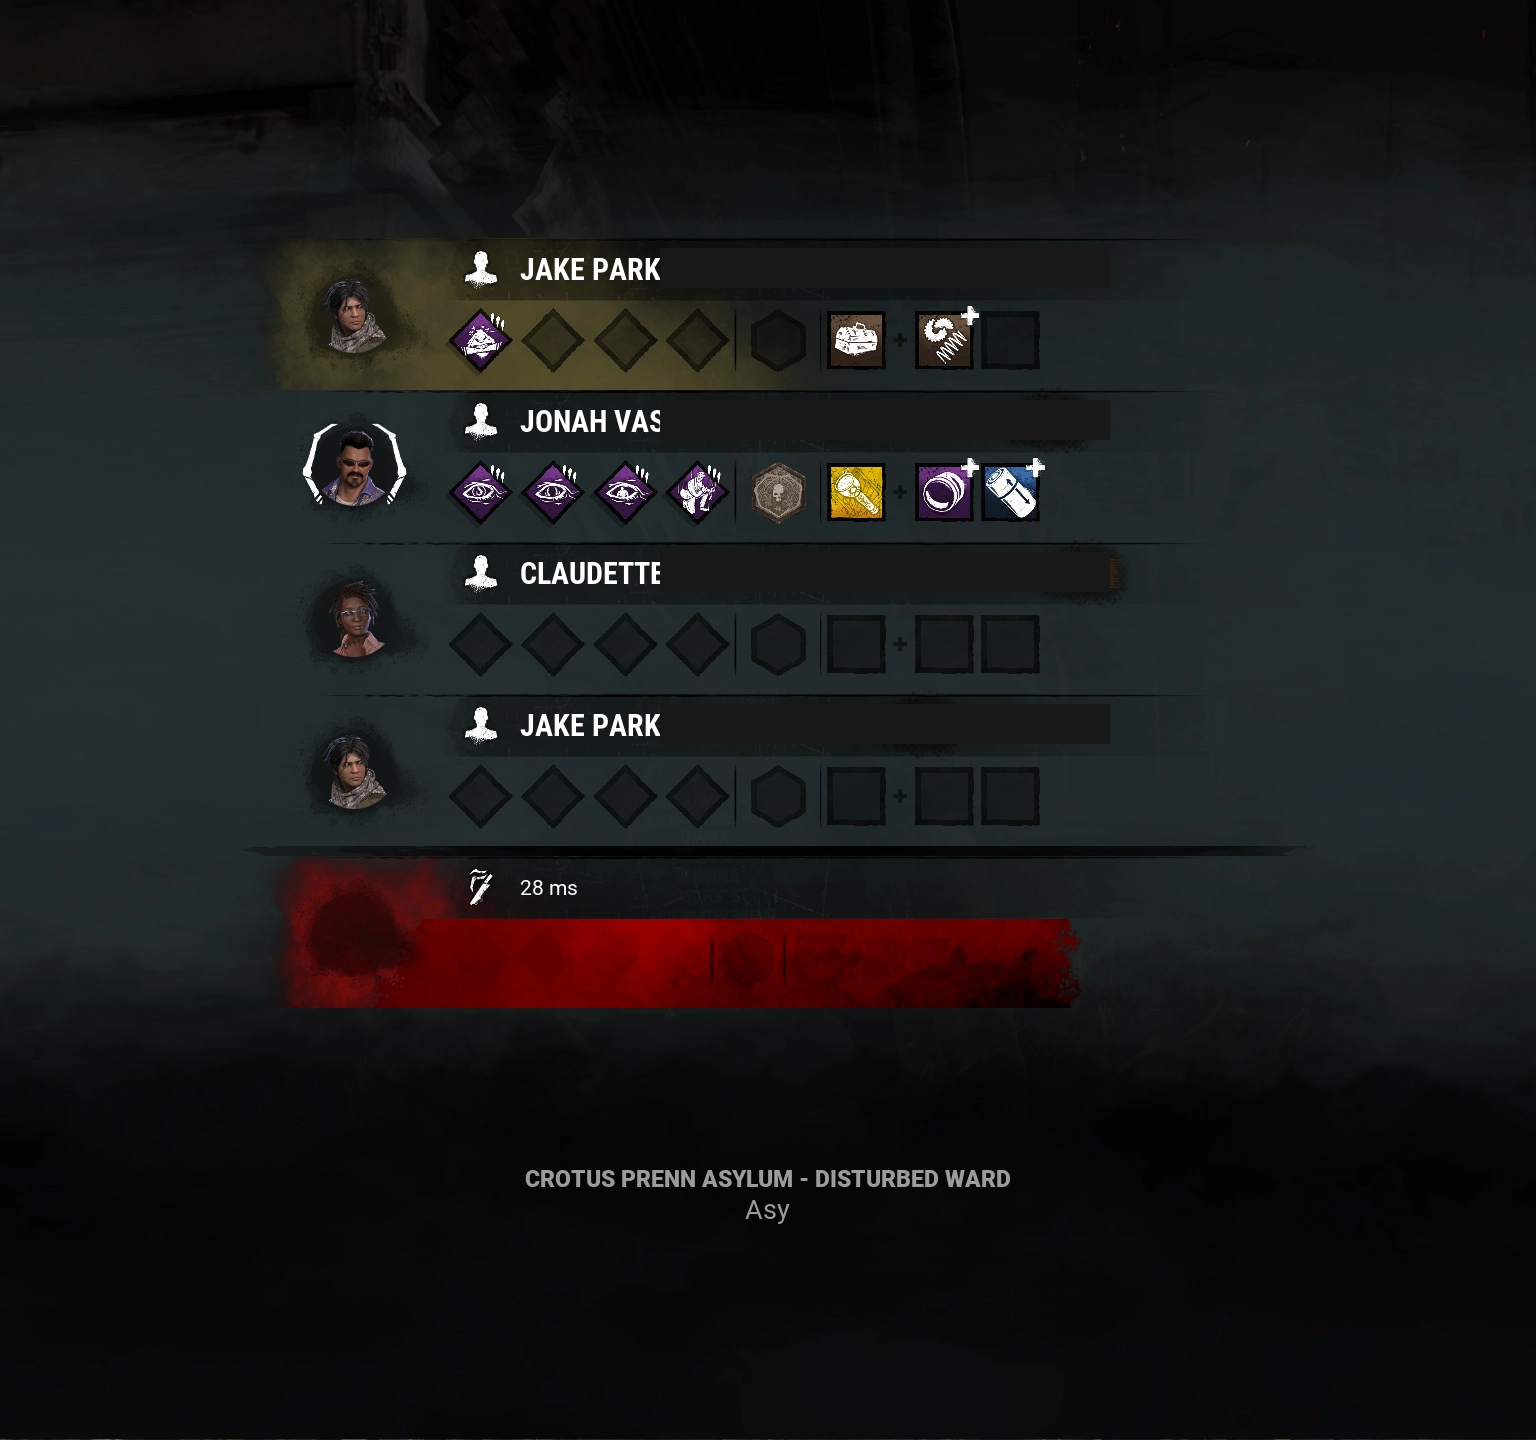 JAKE PARK
JONAH VAS
CLAUDETTE
JAKE PARK
28 ms
CROTUS PRENN ASYLUM - DISTURBED WARD
Asy